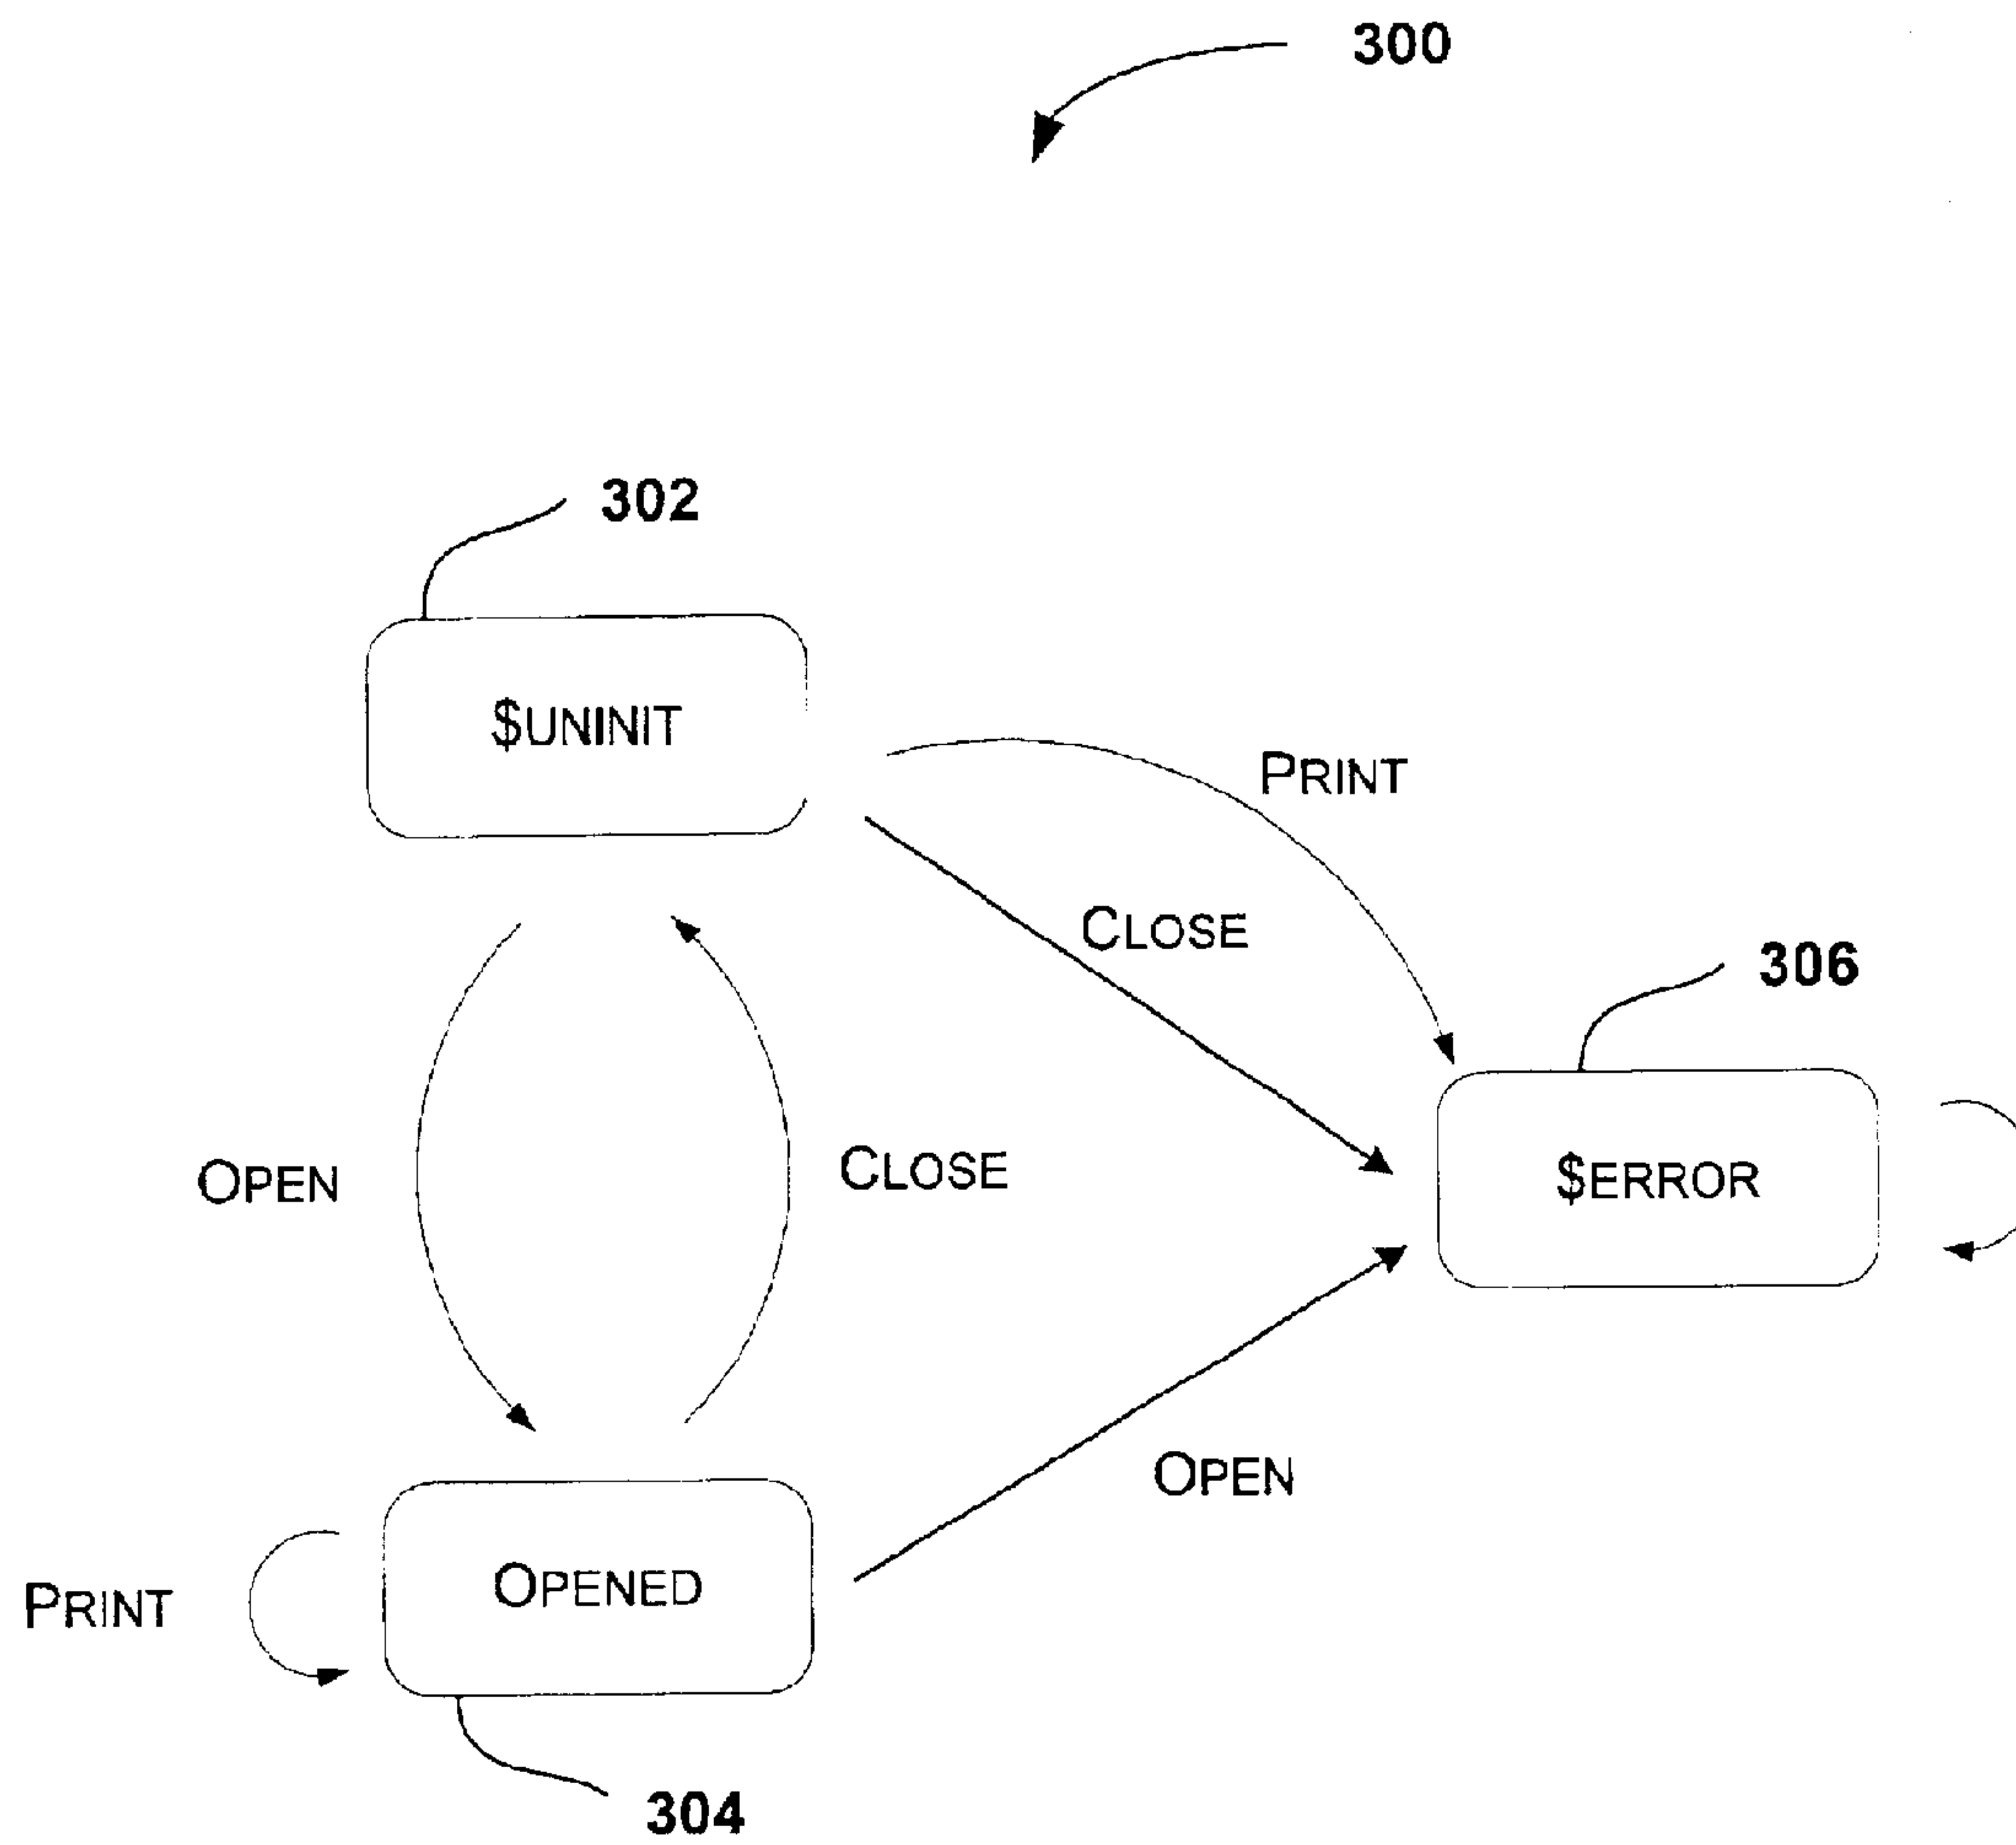 300
302
$UNINIT
PRINT
CLOSE
306
OPEN
CLOSE
$ERROR
OPEN
OPENED
PRINT
304